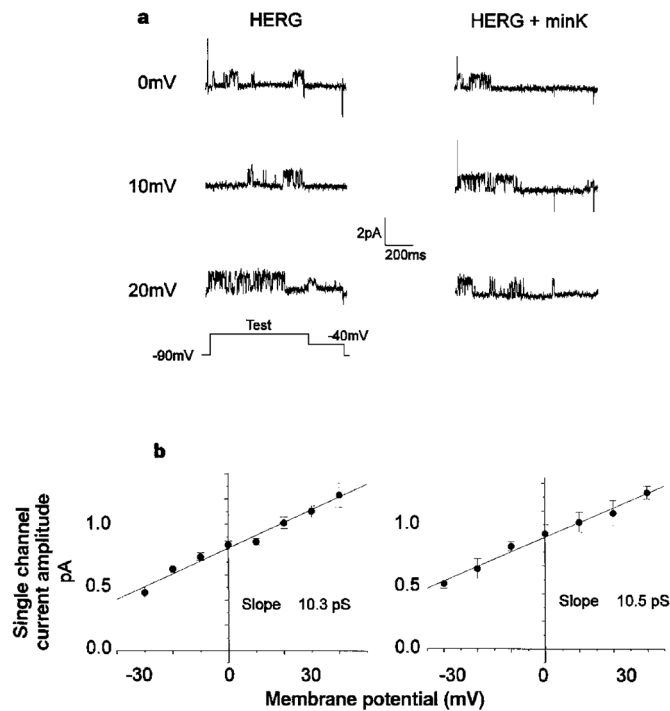 a
HERG
HERG + minK
0mV
10mV
2pA
200ms
20mV
Test
-40mV
-90mV
b
Single channel
current amplitude
pA
1.0
0.5
0.0
Slope 10.3 pS
-30 0 30
1.0
0.5
0.0
Slope 10.5 pS
-30 0 30
Membrane potential (mV)